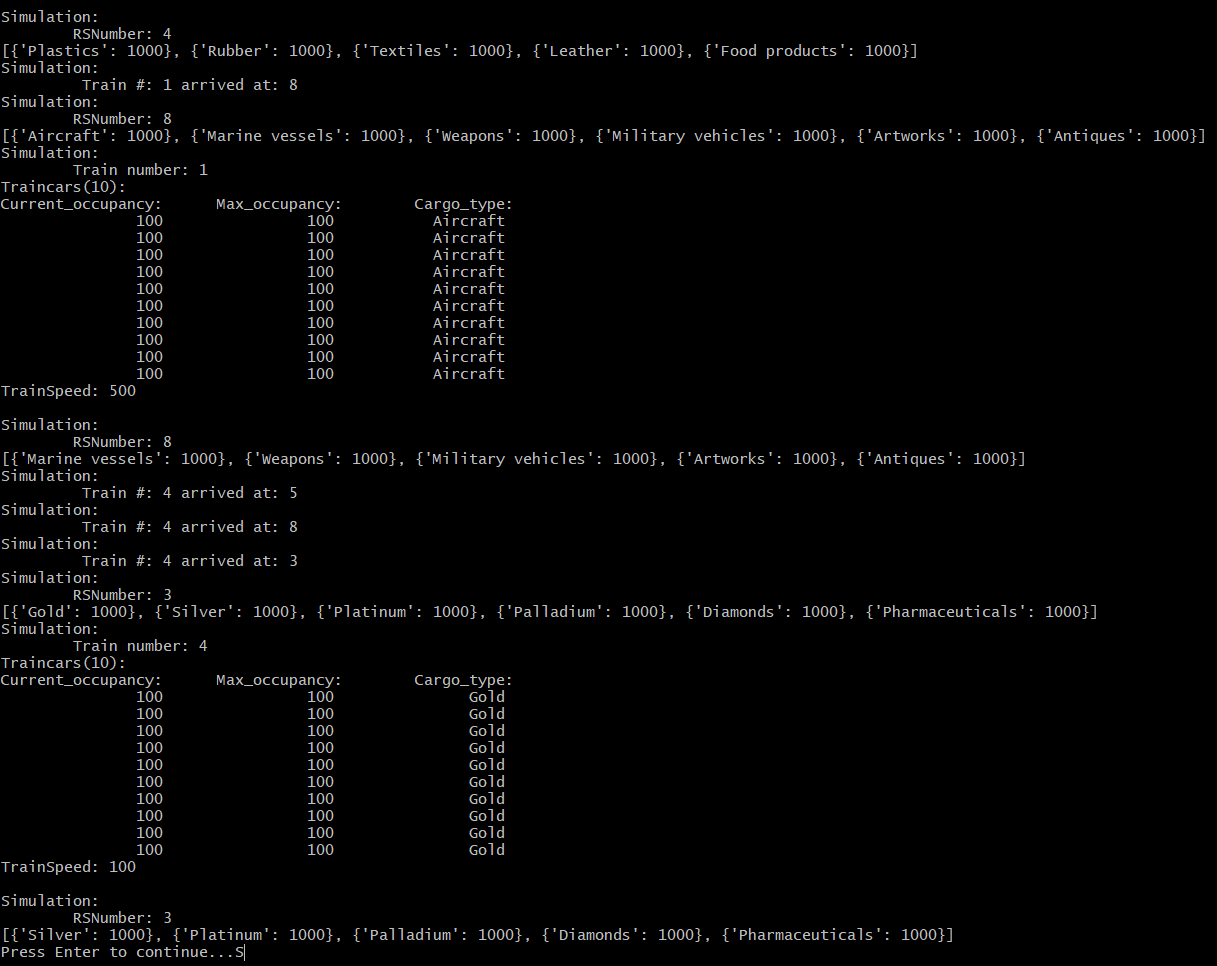 Simulation:
RSNumber: 4
[{'Plastics': 1000}, {'Rubber': 1000}, {'Textiles': 1000}, {'Leather': 1000}, {'Food products': 1000}]
Simulation:
Train #: 1 arrived at: 8
Simulation:
RSNumber: 8
[{'Aircraft': 1000}, {'Marine vessels': 1000}, {'Weapons': 1000}, {'Military vehicles': 1000}, {'Artworks': 1000}, {'Antiques': 1000}]
Simulation:
Train number: 1
Traincars(10):
Current_occupancy: Max_occupancy: Cargo_type:
100 100 Aircraft
100 100 Aircraft
100 100 Aircraft
100 100 Aircraft
100 100 Aircraft
100 100 Aircraft
100 100 Aircraft
100 100 Aircraft
100 100 Aircraft
100 100 Aircraft
TrainSpeed: 500
Simulation:
RSNumber: 8
[{'Marine vessels': 1000}, {'Weapons': 1000}, {'Military vehicles': 1000}, {'Artworks': 1000}, {'Antiques': 1000}]
Simulation:
Train #: 4 arrived at: 5
Simulation:
Train #: 4 arrived at: 8
Simulation:
Train #: 4 arrived at: 3
Simulation:
RSNumber: 3
[{'Gold': 1000}, {'Silver': 1000}, {'Platinum': 1000}, {'Palladium': 1000}, {'Diamonds': 1000}, {'Pharmaceuticals': 1000}]
Simulation:
Train number: 4
Traincars(10):
Current_occupancy: Max_occupancy: Cargo_type:
100 100 Gold
100 100 Gold
100 100 Gold
100 100 Gold
100 100 Gold
100 100 Gold
100 100 Gold
100 100 Gold
100 100 Gold
100 100 Gold
TrainSpeed: 100
Simulation:
RSNumber: 3
[{'Silver': 1000}, {'Platinum': 1000}, {'Palladium': 1000}, {'Diamonds': 1000}, {'Pharmaceuticals': 1000}]
Press Enter to continue...S